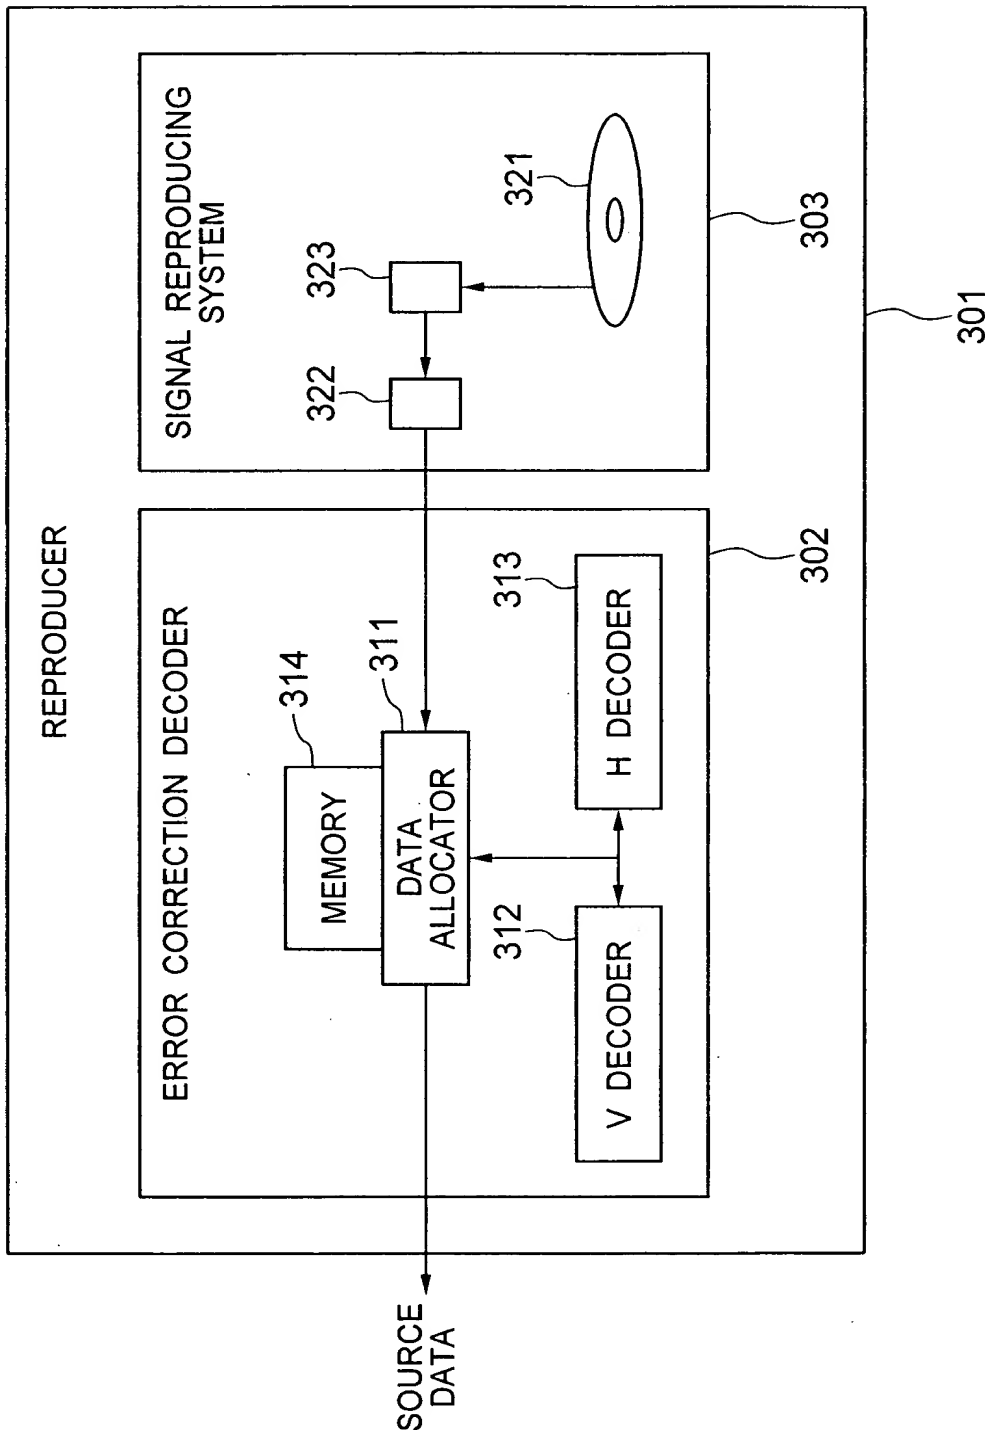 REPRODUCER
ERROR CORRECTION DECODER
SIGNAL REPRODUCING
SYSTEM
314
MEMORY
311
DATA
ALLOCATOR
322
323
321
SOURCE
DATA
312
V DECODER
313
H DECODER
302
303
301